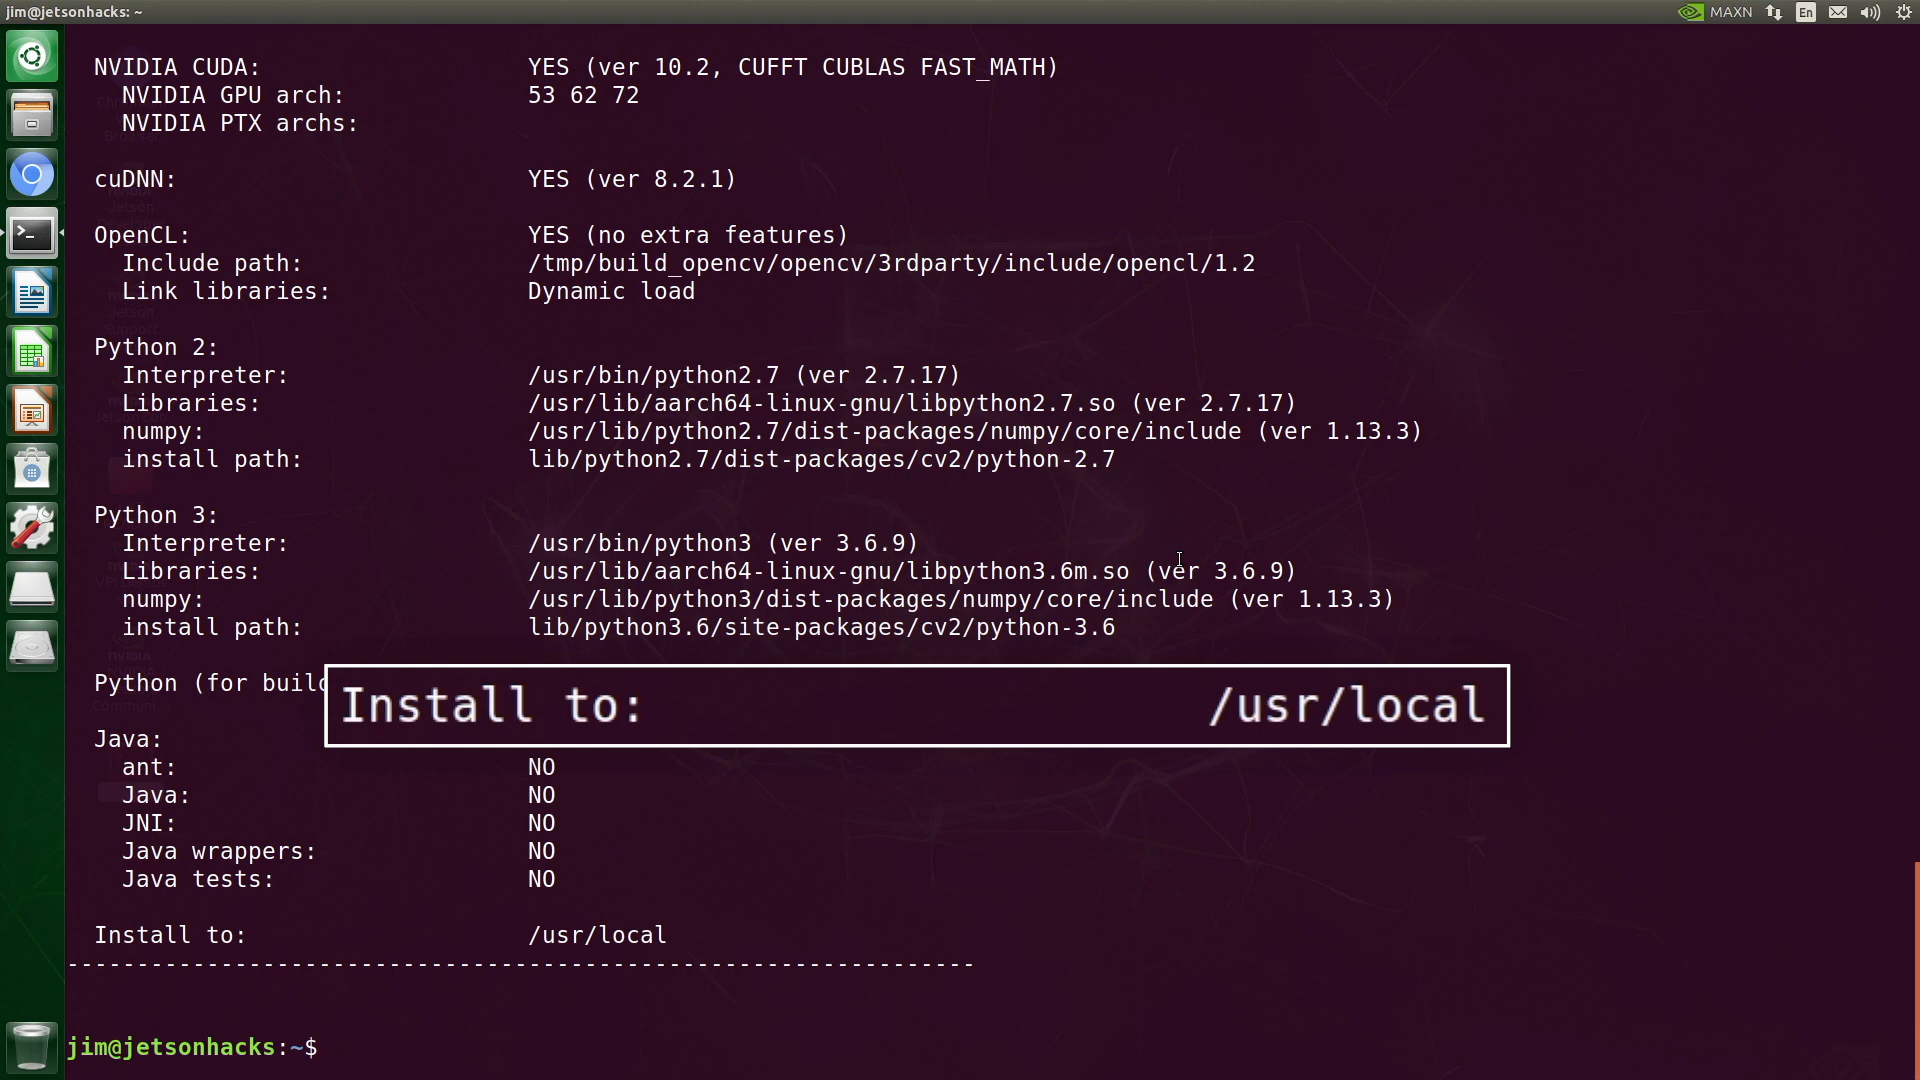 jim@jetsonhacks: ~
MAXN
En
NVIDIA CUDA: YES (ver 10.2, CUFFT CUBLAS FAST_MATH)
NVIDIA GPU arch: 53 62 72
NVIDIA PTX archs:
cuDNN: YES (ver 8.2.1)
OpenCL: YES (no extra features)
Include path: /tmp/build_opencv/opencv/3rdparty/include/opencl/1.2
Link libraries: Dynamic load
Python 2:
Interpreter: /usr/bin/python2.7 (ver 2.7.17)
Libraries: /usr/lib/aarch64-linux-gnu/libpython2.7.so (ver 2.7.17)
numpy: /usr/lib/python2.7/dist-packages/numpy/core/include (ver 1.13.3)
install path: lib/python2.7/dist-packages/cv2/python-2.7
Python 3:
Interpreter: /usr/bin/python3 (ver 3.6.9)
Libraries: /usr/lib/aarch64-linux-gnu/libpython3.6m.so (ver 3.6.9)
numpy: /usr/lib/python3/dist-packages/numpy/core/include (ver 1.13.3)
install path: lib/python3.6/site-packages/cv2/python-3.6
Python (for build
Install to: /usr/local
Java:
ant: NO
Java: NO
JNI: NO
Java wrappers: NO
Java tests: NO
Install to: /usr/local
-----------------------------------------------------------------
jim@jetsonhacks:~$